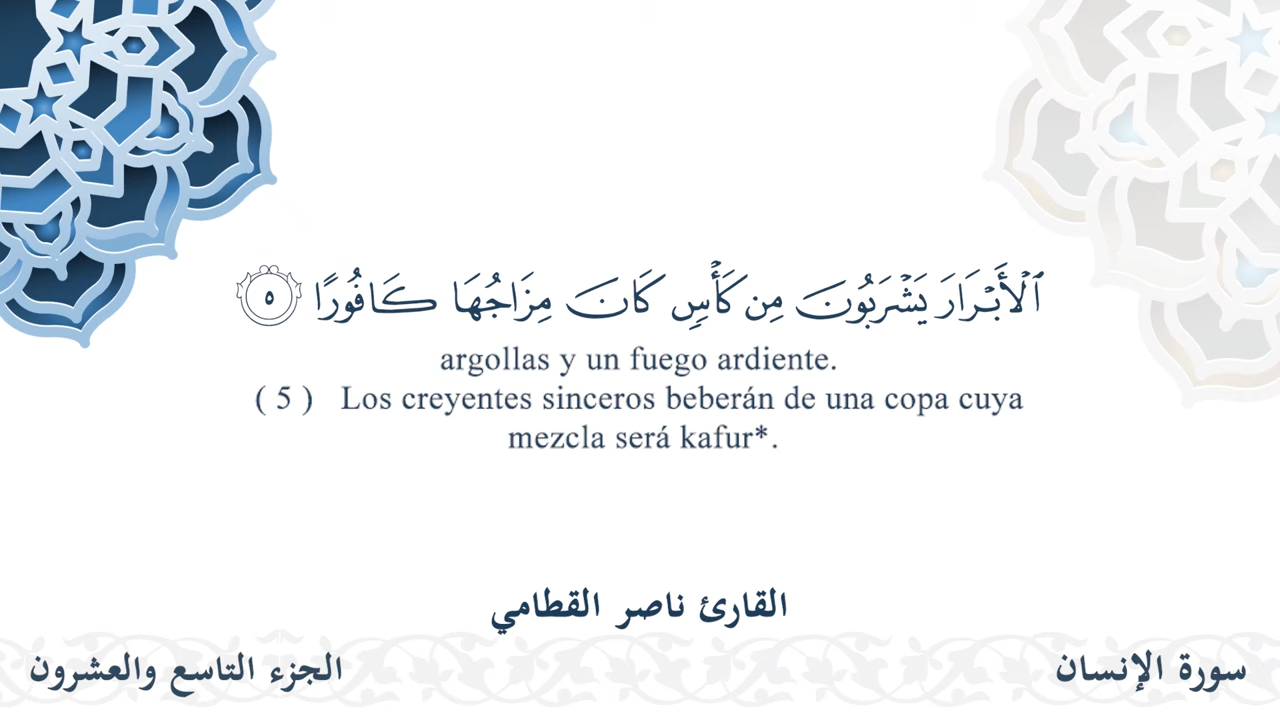 ٱلۡأَبۡرَارَ يَشۡرَبُونَ مِن كَأۡسٖ كَانَ مِزَاجُهَا كَافُورًا ٥
argollas y un fuego ardiente.
( 5 ) Los creyentes sinceros beberán de una copa cuya
mezcla será kafur*.
القارئ ناصر القطامي
سورة الإنسان
الجزء التاسع والعشرون